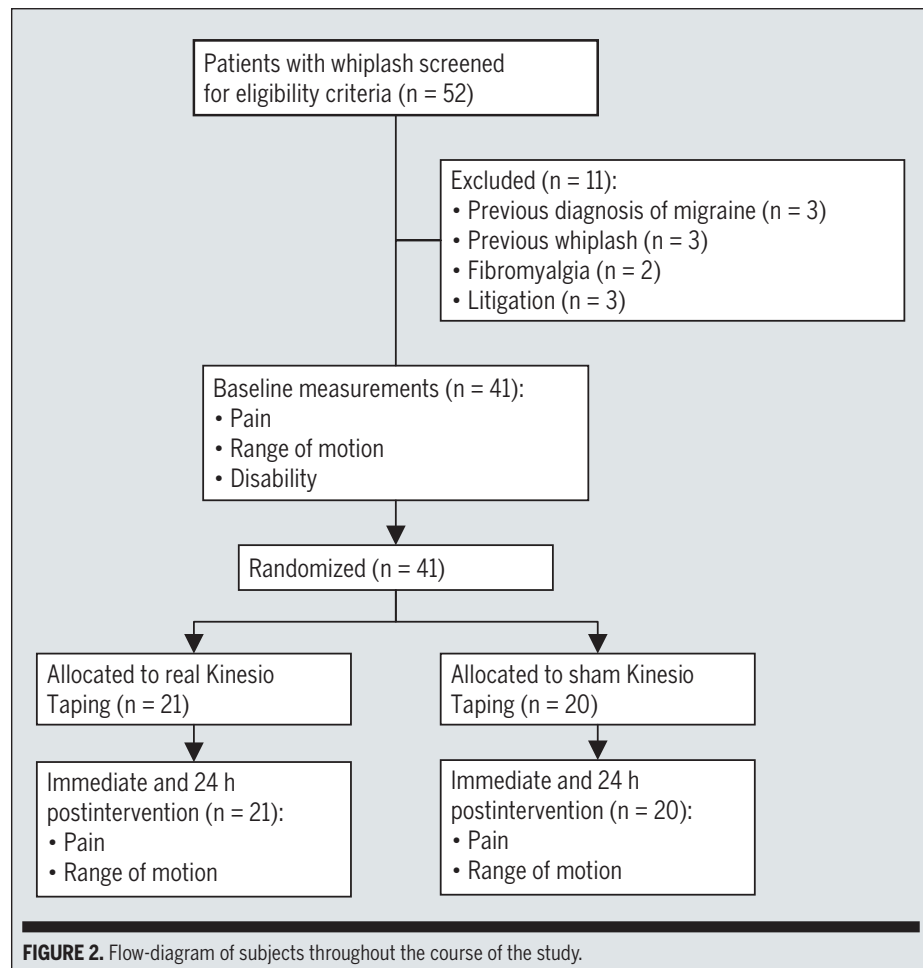 Patients with whiplash screened
for eligibility criteria (n = 52)
Excluded (n = 11):
• Previous diagnosis of migraine (n = 3)
• Previous whiplash (n = 3)
• Fibromyalgia (n = 2)
• Litigation (n = 3)
Baseline measurements (n = 41):
• Pain
• Range of motion
• Disability
Randomized (n = 41)
Allocated to real Kinesio
Taping (n = 21)
Allocated to sham Kinesio
Taping (n = 20)
Immediate and 24 h
postintervention (n = 21):
• Pain
• Range of motion
Immediate and 24 h
postintervention (n = 20):
• Pain
• Range of motion
FIGURE 2. Flow-diagram of subjects throughout the course of the study.